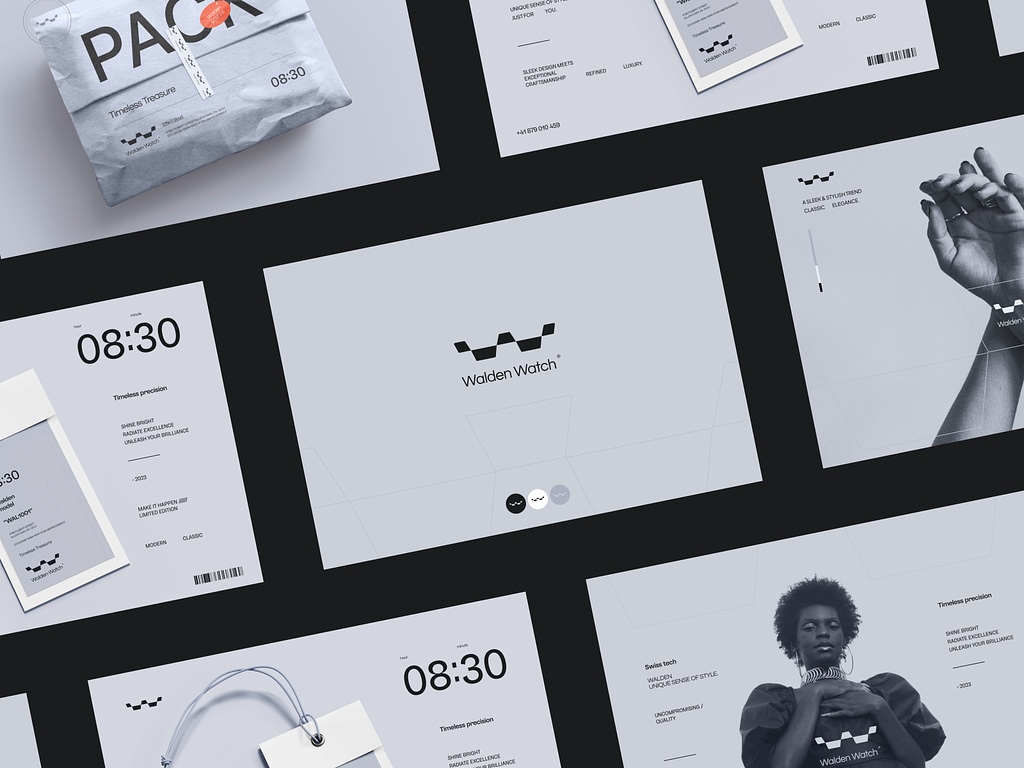 PACK
08:30
Timeless Treasure
Walden Watch
UNIQUE SENSE OF STYLE.
JUST FOR YOU.
SLEEK DESIGN MEETS
EXCEPTIONAL
CRAFTSMANSHIP
REFINED LUXURY.
+41 879 010 459
Timeless Treasure
Walden Watch
MODERN CLASSIC
A SLEEK & STYLISH TREND
CLASSIC ELEGANCE.
Walden
hour minute
08:30
Timeless precision
SHINE BRIGHT
RADIATE EXCELLENCE
UNLEASH YOUR BRILLIANCE
- 2023
MAKE IT HAPPEN //////
LIMITED EDITION
MODERN CLASSIC
"WAL1001"
Timeless Treasure
Walden Watch
Walden Watch®
hour minute
08:30
Timeless precision
SHINE BRIGHT
RADIATE EXCELLENCE
UNLEASH YOUR BRILLIANCE
Swiss tech
WALDEN
UNIQUE SENSE OF STYLE.
UNCOMPROMISING /
QUALITY
Timeless precision
SHINE BRIGHT
RADIATE EXCELLENCE
UNLEASH YOUR BRILLIANCE
- 2023
Walden Watch®